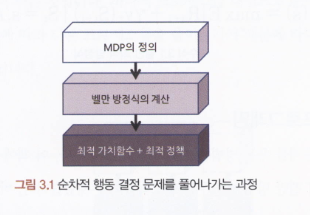 MDP의 정의
벨만 방정식의 계산
최적 가치함수 + 최적 정책
그림 3.1 순차적 행동 결정 문제를 풀어나가는 과정